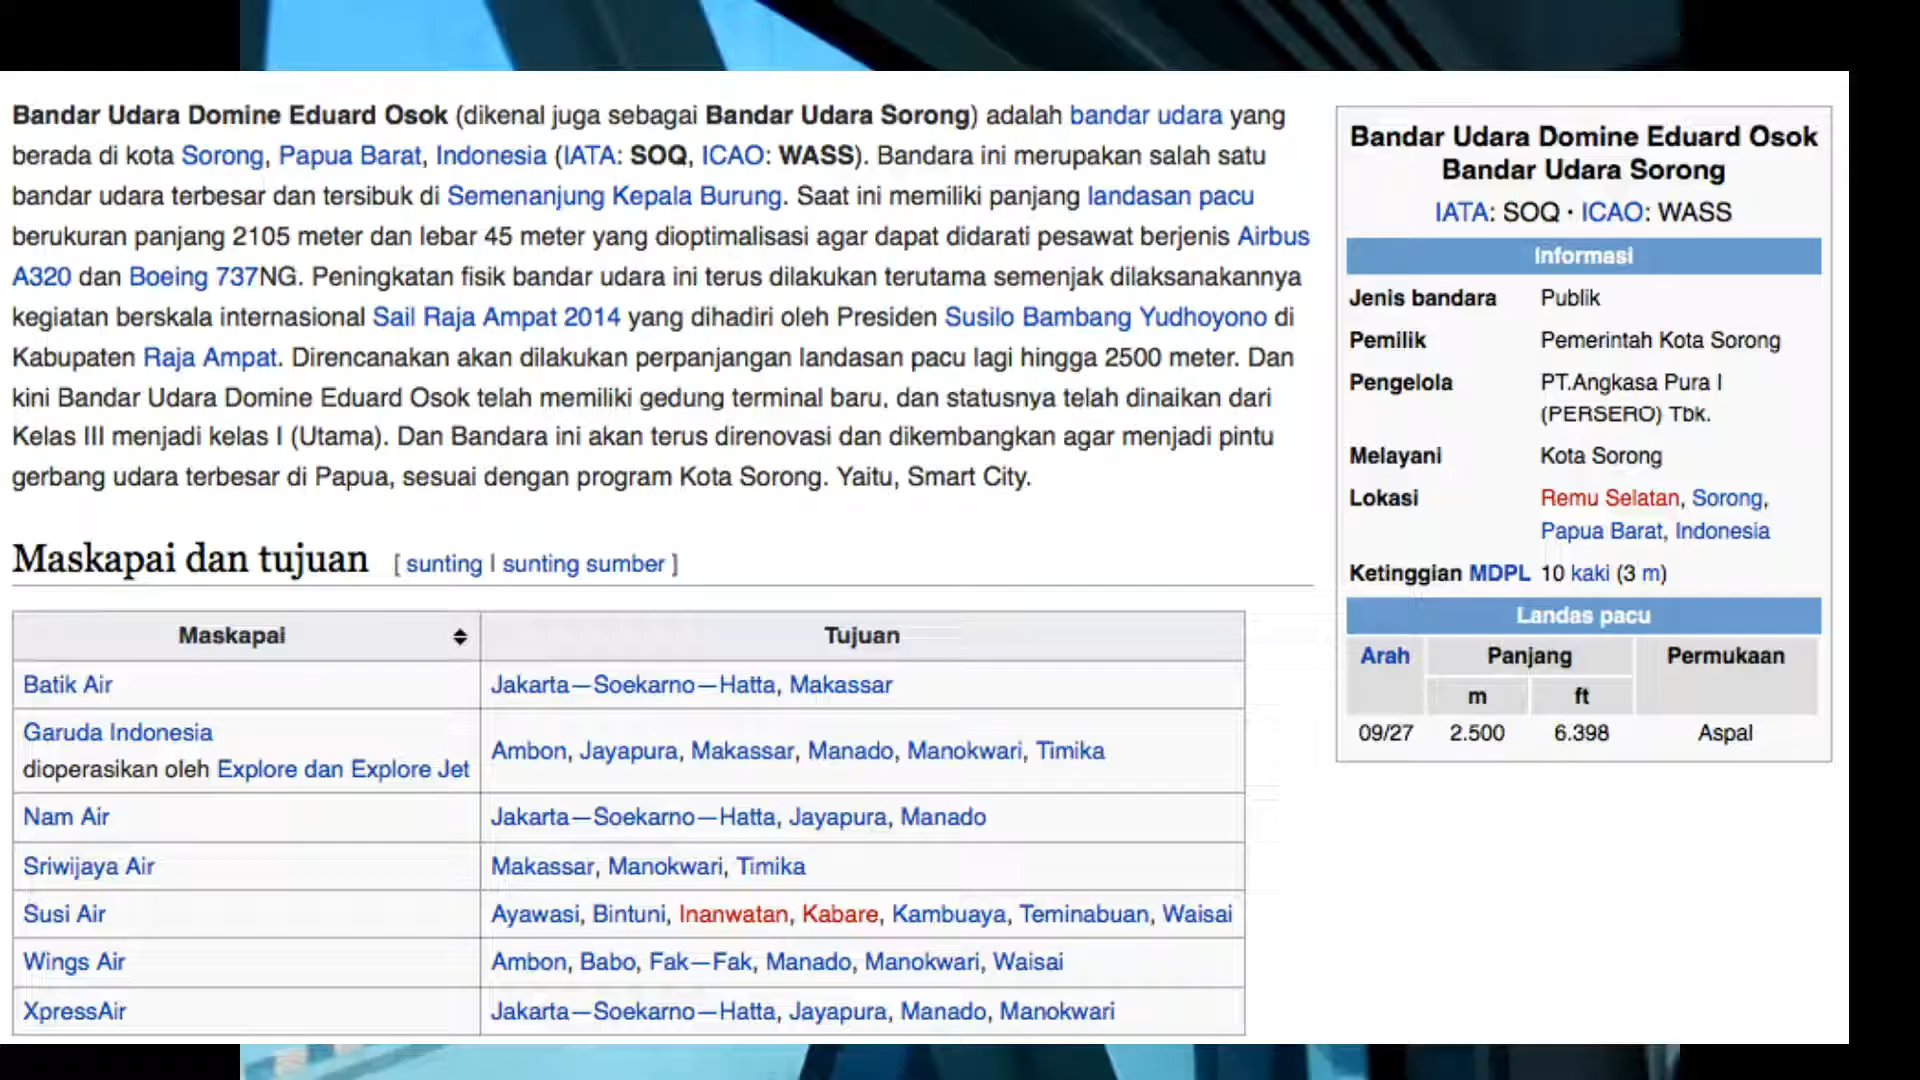 Bandar Udara Domine Eduard Osok (dikenal juga sebagai Bandar Udara Sorong) adalah bandar udara yang
berada di kota Sorong, Papua Barat, Indonesia (IATA: SOQ, ICAO: WASS). Bandara ini merupakan salah satu
bandar udara terbesar dan tersibuk di Semenanjung Kepala Burung. Saat ini memiliki panjang landasan pacu
berukuran panjang 2105 meter dan lebar 45 meter yang dioptimalisasi agar dapat didarati pesawat berjenis Airbus
A320 dan Boeing 737NG. Peningkatan fisik bandar udara ini terus dilakukan terutama semenjak dilaksanakannya
kegiatan berskala internasional Sail Raja Ampat 2014 yang dihadiri oleh Presiden Susilo Bambang Yudhoyono di
Kabupaten Raja Ampat. Direncanakan akan dilakukan perpanjangan landasan pacu lagi hingga 2500 meter. Dan
kini Bandar Udara Domine Eduard Osok telah memiliki gedung terminal baru, dan statusnya telah dinaikan dari
Kelas III menjadi kelas I (Utama). Dan Bandara ini akan terus direnovasi dan dikembangkan agar menjadi pintu
gerbang udara terbesar di Papua, sesuai dengan program Kota Sorong. Yaitu, Smart City.
Maskapai dan tujuan [ sunting | sunting sumber ]
Maskapai Tujuan
Batik Air Jakarta—Soekarno—Hatta, Makassar
Garuda Indonesia
dioperasikan oleh Explore dan Explore Jet
Ambon, Jayapura, Makassar, Manado, Manokwari, Timika
Nam Air Jakarta—Soekarno—Hatta, Jayapura, Manado
Sriwijaya Air Makassar, Manokwari, Timika
Susi Air Ayawasi, Bintuni, Inanwatan, Kabare, Kambuaya, Teminabuan, Waisai
Wings Air Ambon, Babo, Fak—Fak, Manado, Manokwari, Waisai
XpressAir Jakarta—Soekarno—Hatta, Jayapura, Manado, Manokwari
Bandar Udara Domine Eduard Osok
Bandar Udara Sorong
IATA: SOQ · ICAO: WASS
Informasi
Jenis bandara Publik
Pemilik Pemerintah Kota Sorong
Pengelola PT.Angkasa Pura I
(PERSERO) Tbk.
Melayani Kota Sorong
Lokasi Remu Selatan, Sorong,
Papua Barat, Indonesia
Ketinggian MDPL 10 kaki (3 m)
Landas pacu
Arah Panjang Permukaan
m ft
09/27 2.500 6.398 Aspal